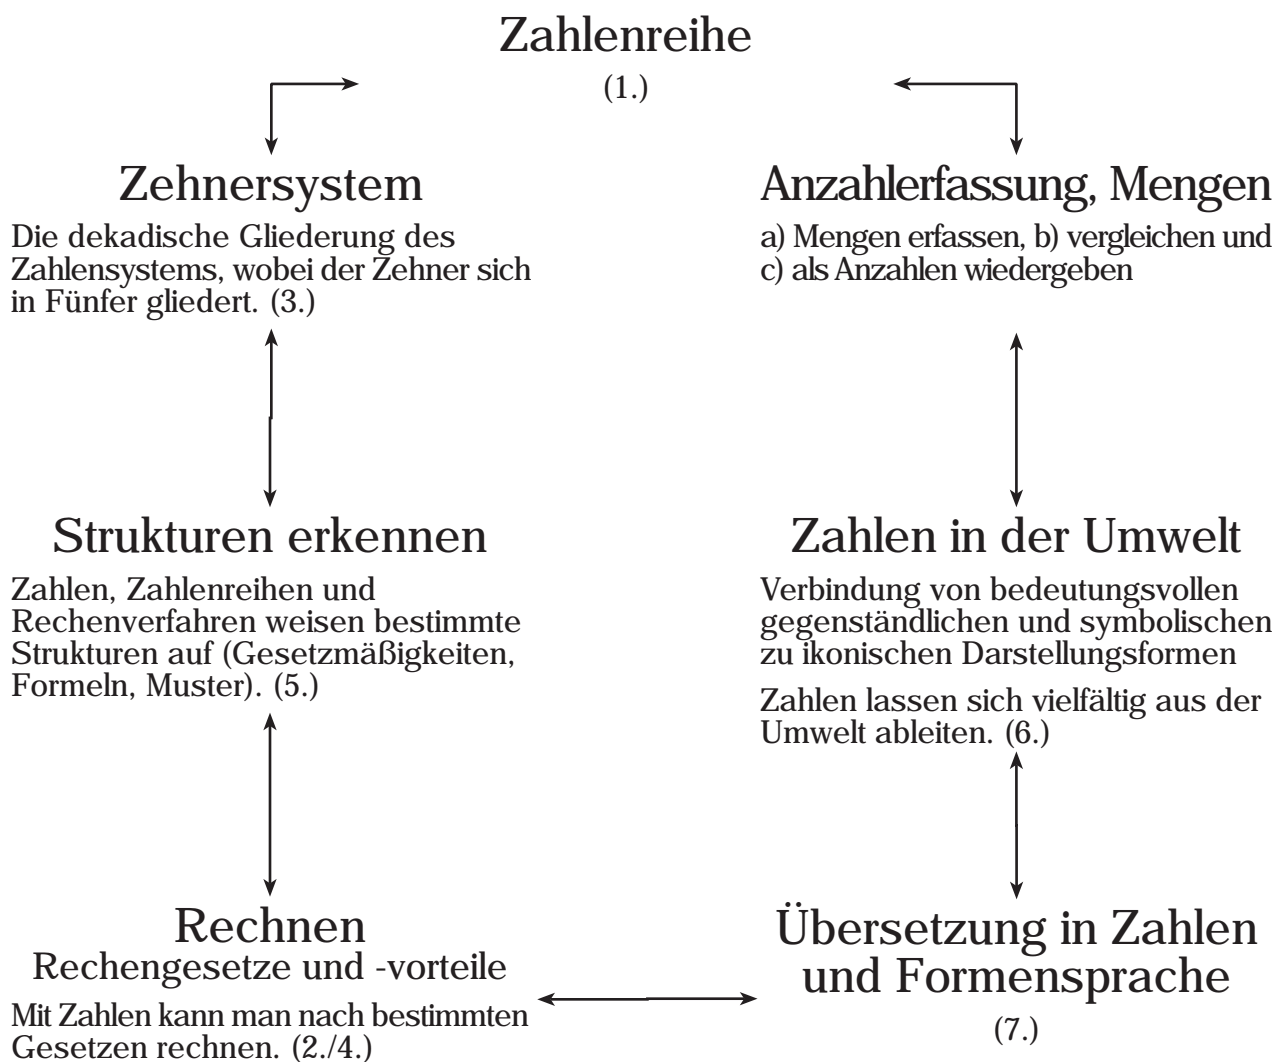 Zahlenreihe
(1.)
Zehnersystem
Die dekadische Gliederung des
Zahlensystems, wobei der Zehner sich
in Fünfer gliedert. (3.)
Anzahlerfassung, Mengen
a) Mengen erfassen, b) vergleichen und
c) als Anzahlen wiedergeben
Strukturen erkennen
Zahlen, Zahlenreihen und
Rechenverfahren weisen bestimmte
Strukturen auf (Gesetzmäßigkeiten,
Formeln, Muster). (5.)
Zahlen in der Umwelt
Verbindung von bedeutungsvollen
gegenständlichen und symbolischen
zu ikonischen Darstellungsformen
Zahlen lassen sich vielfältig aus der
Umwelt ableiten. (6.)
Rechnen
Rechengesetze und -vorteile
Mit Zahlen kann man nach bestimmten
Gesetzen rechnen. (2./4.)
Übersetzung in Zahlen
und Formensprache
(7.)